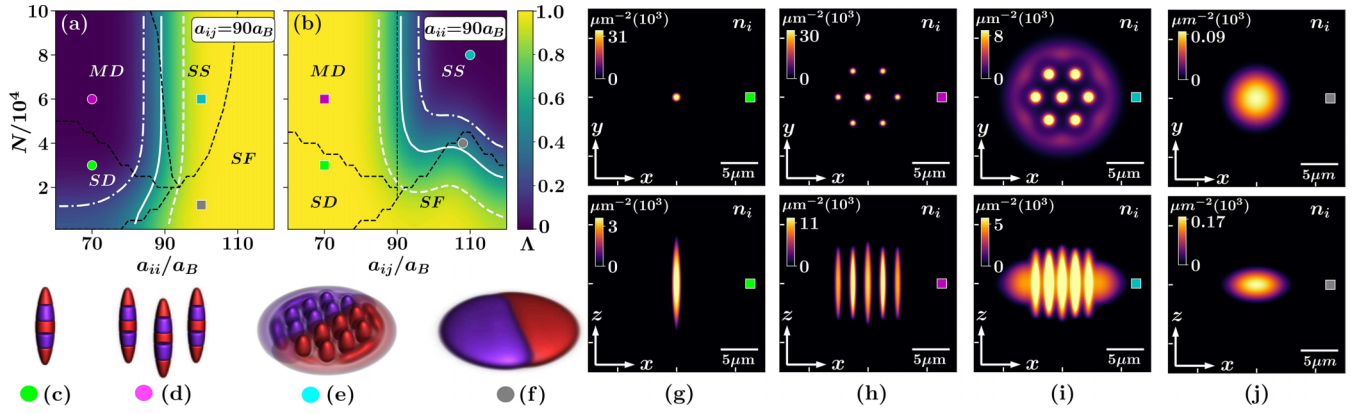 (a)
a_ij=90a_B
MD
SS
SD
SF
N/10^4
10
8
6
4
2
70
90
110
a_ii/a_B
(b)
a_ii=90a_B
MD
SS
SD
SF
70
90
110
a_ij/a_B
1.0
0.8
0.6
0.4
0.2
0
Λ
(c)
(d)
(e)
(f)
μm^−2(10^3)
n_i
31
0
y
x
5μm
μm^−2(10^3)
n_i
30
0
y
x
5μm
μm^−2(10^3)
n_i
8
0
y
x
5μm
μm^−2(10^3)
n_i
0.09
0
y
x
5μm
μm^−2(10^3)
n_i
3
0
z
x
5μm
μm^−2(10^3)
n_i
11
0
z
x
5μm
μm^−2(10^3)
n_i
5
0
z
x
5μm
μm^−2(10^3)
n_i
0.17
0
z
x
5μm
(g)
(h)
(i)
(j)